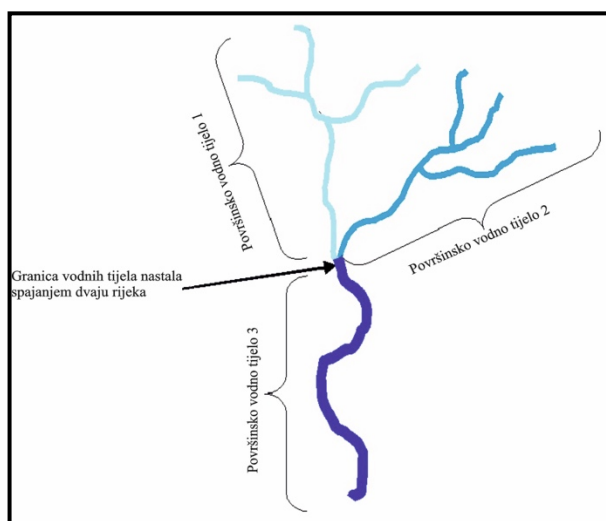 Površinsko vodno tijelo 1
Površinsko vodno tijelo 2
Granica vodnih tijela nastala
spajanjem dvaju rijeka
Površinsko vodno tijelo 3